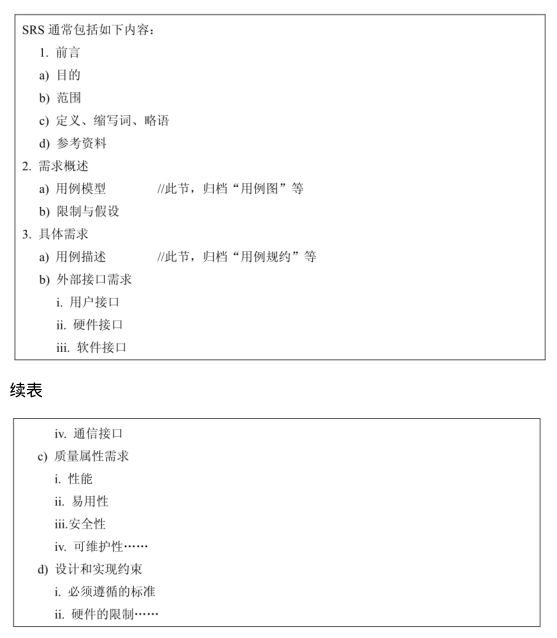 SRS 通常包括如下内容：
1. 前言
a) 目的
b) 范围
c) 定义、缩写词、略语
d) 参考资料
2. 需求概述
a) 用例模型 //此节，归档“用例图”等
b) 限制与假设
3. 具体需求
a) 用例描述 //此节，归档“用例规约”等
b) 外部接口需求
i. 用户接口
ii. 硬件接口
iii. 软件接口
续表
iv. 通信接口
c) 质量属性需求
i. 性能
ii. 易用性
iii.安全性
iv. 可维护性……
d) 设计和实现约束
i. 必须遵循的标准
ii. 硬件的限制……